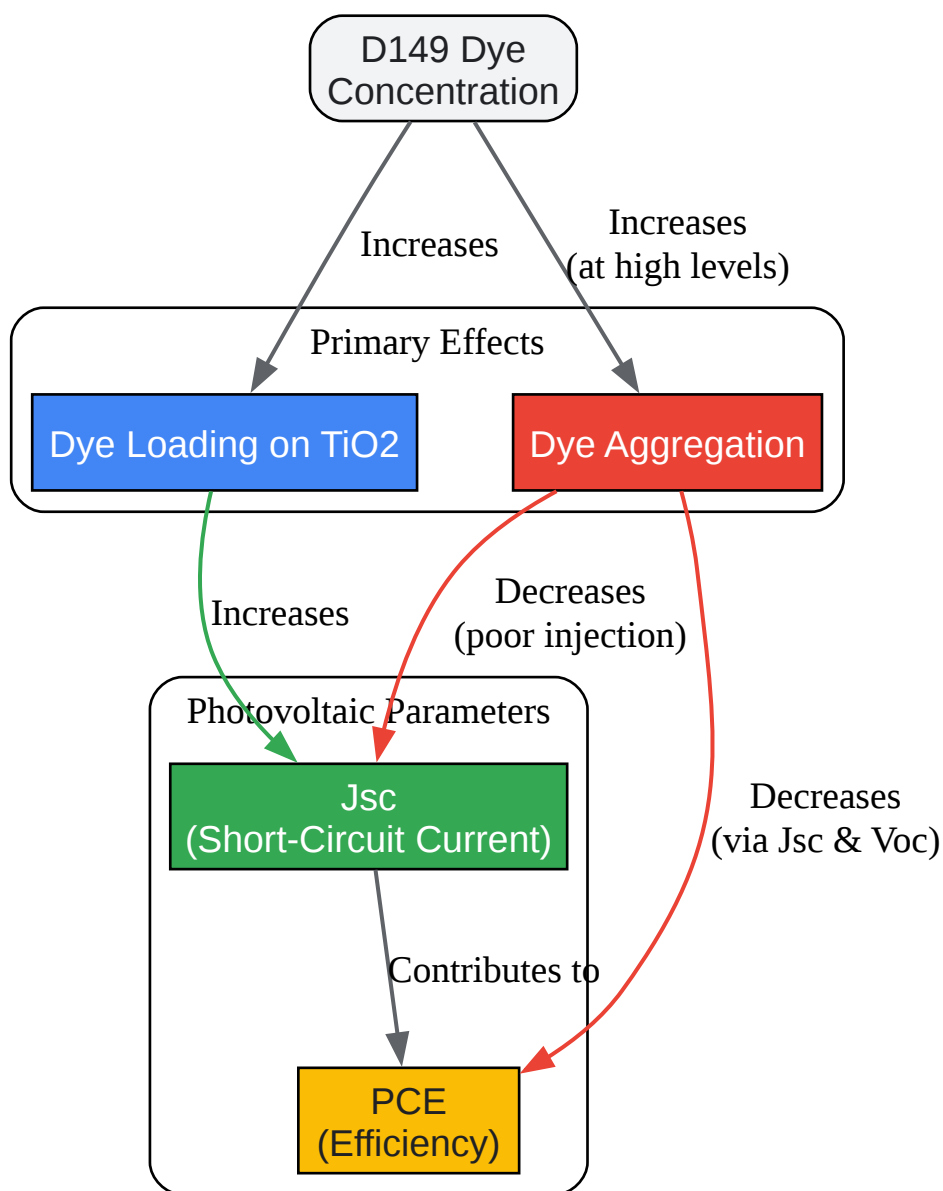 D149 Dye
Concentration
Increases
Increases
(at high levels)
Primary Effects
Dye Loading on TiO2
Dye Aggregation
Increases
Decreases
(poor injection)
Photovoltaic Parameters
Jsc
(Short-Circuit Current)
Decreases
(via Jsc & Voc)
Contributes to
PCE
(Efficiency)